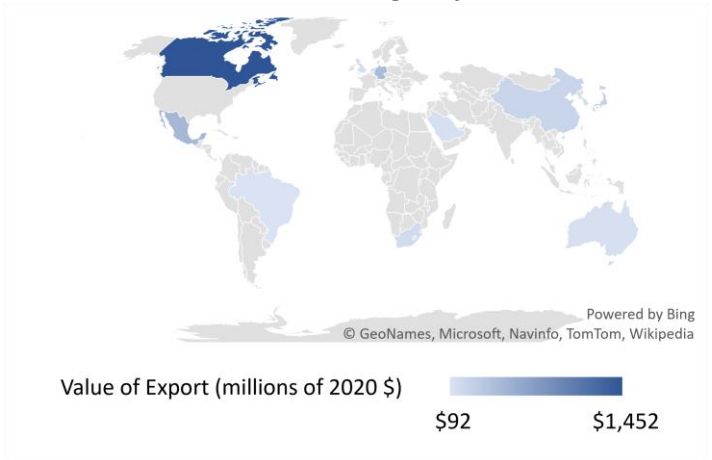 Powered by Bing
© GeoNames, Microsoft, Navinfo, TomTom, Wikipedia
Value of Export (millions of 2020 $)
$92 $1,452